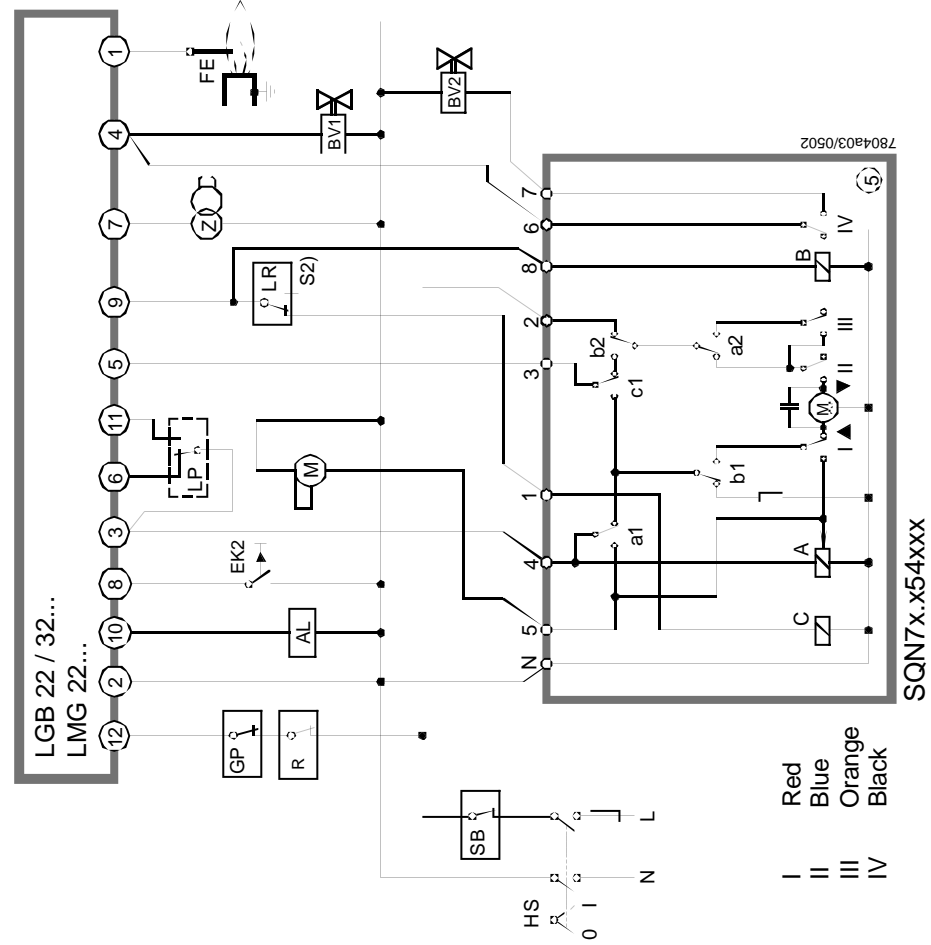 LGB 22 / 32...
LMG 22...
12
2
10
8
3
6
11
5
9
7
4
1
FE
BV1
BV2
Z
LR
S2)
LP
M
EK2
AL
GP
R
SB
HS
0 I
N
L
N
5
4
1
3
2
8
6
7
7804a03/0502
5
a1
b1
c1
b2
a2
C
A
B
M
I
II
III
IV
SQN7x.x54xxx
I Red
II Blue
III Orange
IV Black